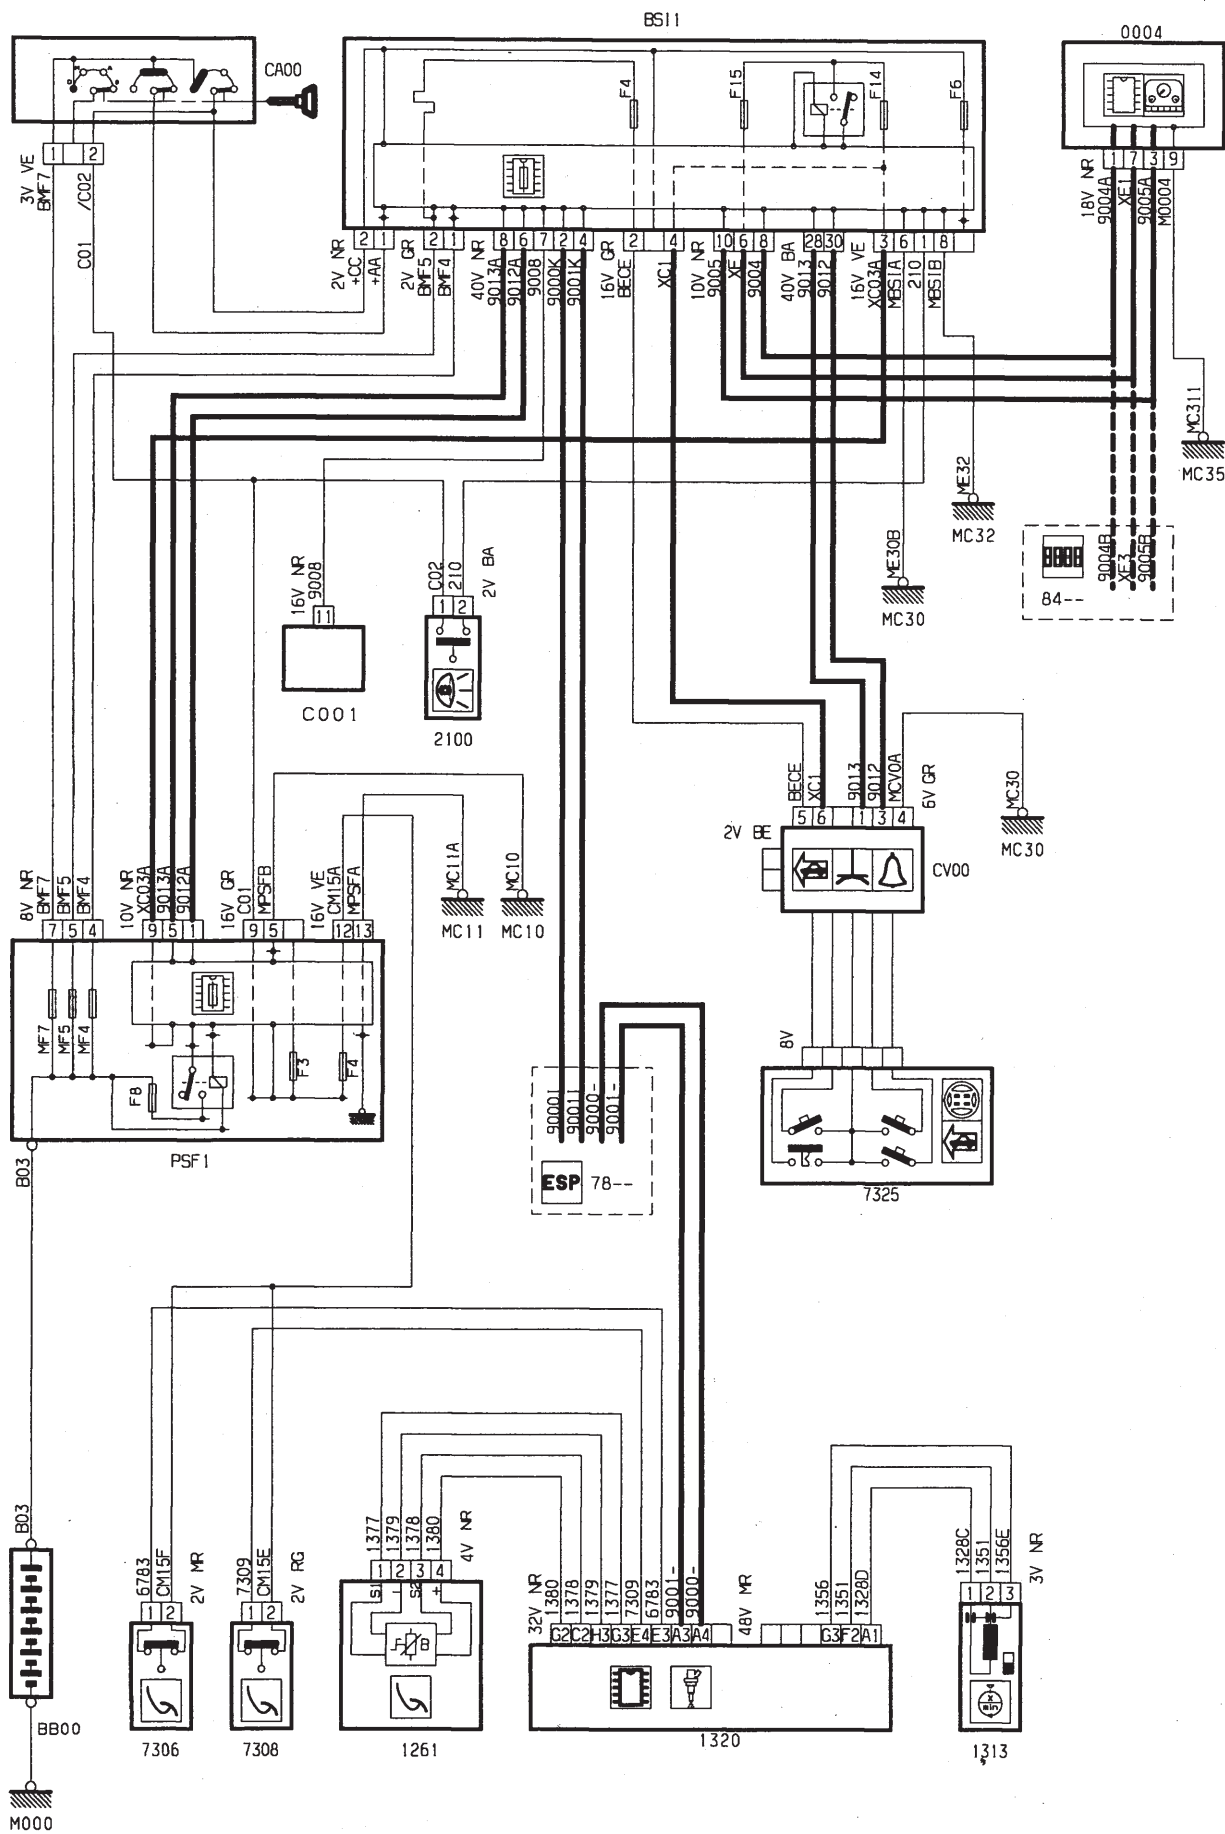 BSI1
0004
CA00
F4
F15
F14
F6
1 2
3V VE
BMF7
/C02
C01
18V NR
9004A
XE1
9005A
M0004
1 7 3 9
2 1
2 1
8 6 7 2 4
2
4
10 6 8
28 30
3 6 1 8
2V NR
+CC
+AA
2V GR
BMF5
BMF4
40V NR
9013A
9012A
9008
9000K
9001K
16V GR
BECE
XC1
10V NR
9005
XE
9004
40V BA
9013
9012
16V VE
XC03A
MBSIA
210
MBSIB
MC311
MC35
ME32
MC32
ME30B
MC30
9004B
XE3
9005B
84--
16V NR
9008
11
C001
C02
210
2V BA
1 2
2100
BECE
XC1
9013
9012
MCV0A
6V GR
5 6 1 3 4
2V BE
CV00
MC30
MC30
8V
7325
8V NR
BMF7
BMF5
BMF4
10V NR
XC03A
9013A
9012A
16V GR
C01
MPSFB
16V VE
CM15A
MPSFA
MC11A
MC10
MC11
MC10
7 5 4
9 5 1
9 5
12 13
MF7
MF5
MF4
F8
F3
F4
PSF1
B03
9000-
9001-
ESP
78--
B03
BB00
M000
6783
CM15F
2V MR
1 2
7306
7309
CM15E
2V RG
1 2
7308
1377
1379
1378
1380
4V NR
1 2 3 4
S1
-
S2
+
B
1261
32V NR
1380
1378
1379
1377
7309
6783
9001-
9000-
48V MR
G2 C2 H3 G3 E4 E3 A3 A4
1356
1351
1328D
G3 F2 A1
1320
1328C
1351
1356E
3V NR
1 2 3
x
min
1313